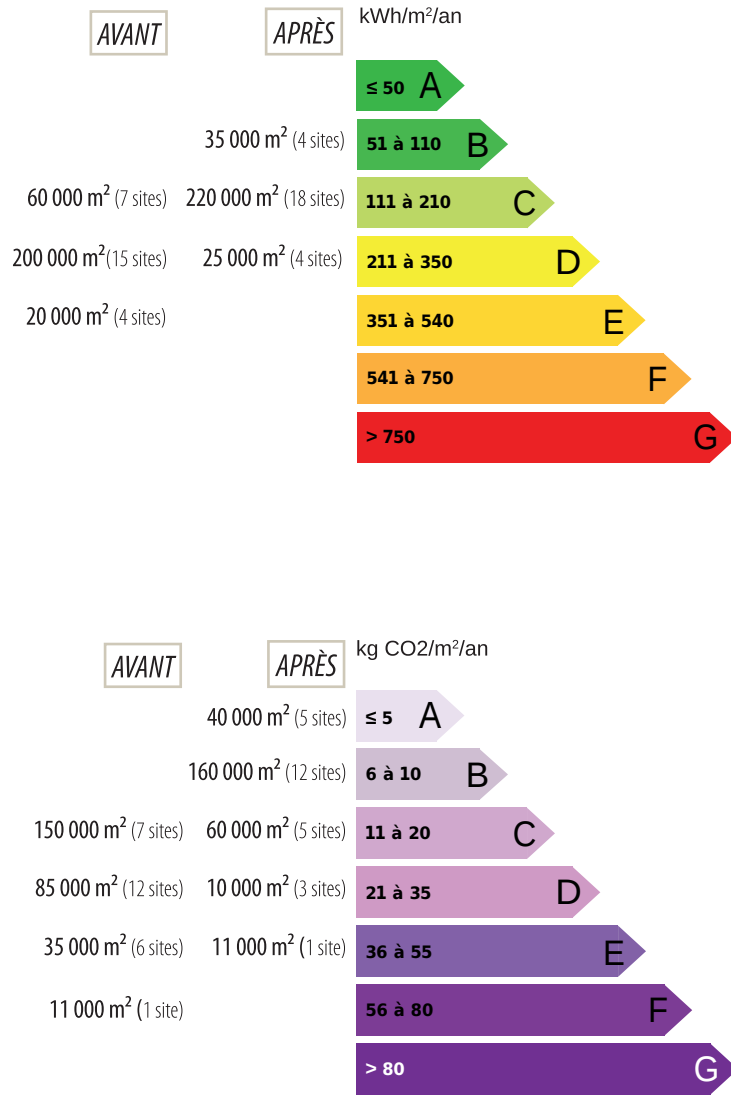 AVANT APRÈS kWh/m²/an
≤ 50 A
35 000 m² (4 sites) 51 à 110 B
60 000 m² (7 sites) 220 000 m² (18 sites) 111 à 210 C
200 000 m²(15 sites) 25 000 m² (4 sites) 211 à 350 D
20 000 m² (4 sites) 351 à 540 E
541 à 750 F
> 750 G
AVANT APRÈS kg CO2/m²/an
40 000 m² (5 sites) ≤ 5 A
160 000 m² (12 sites) 6 à 10 B
150 000 m² (7 sites) 60 000 m² (5 sites) 11 à 20 C
85 000 m² (12 sites) 10 000 m² (3 sites) 21 à 35 D
35 000 m² (6 sites) 11 000 m² (1 site) 36 à 55 E
11 000 m² (1 site) 56 à 80 F
> 80 G